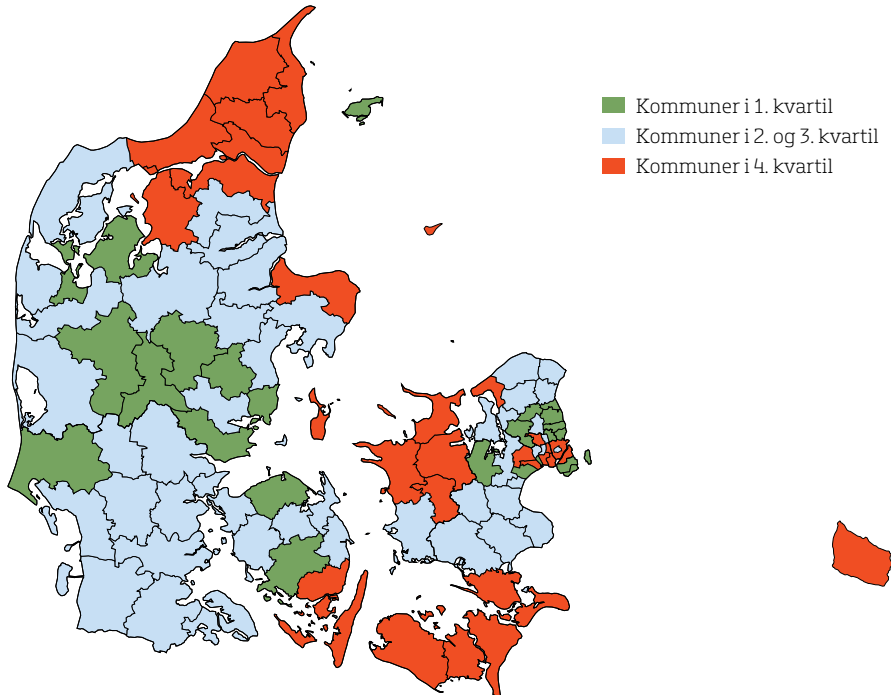 Kommuner i 1. kvartil
Kommuner i 2. og 3. kvartil
Kommuner i 4. kvartil